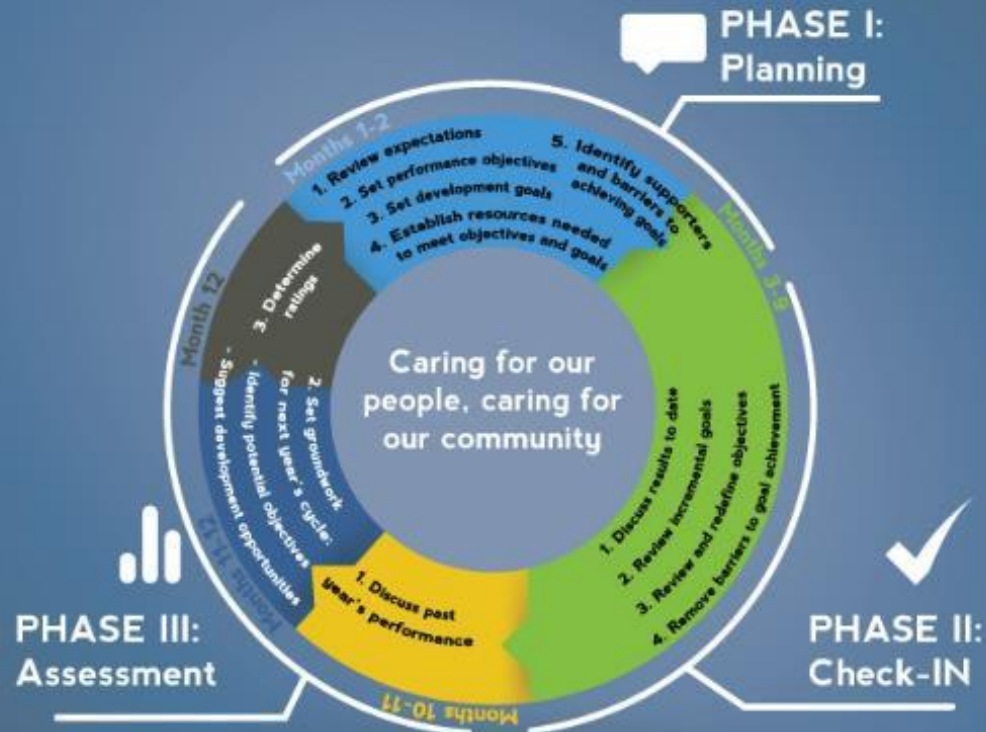 PHASE I:
Planning
Months 1-2
1. Review expectations
2. Set performance objectives
3. Set development goals
4. Establish resources needed
to meet objectives and goals
5. Identify supporters
and barriers to
achieving goals
Months 3-9
1. Discuss results to date
2. Review incremental goals
3. Review and redefine objectives
4. Remove barriers to goal achievement
PHASE II:
Check-IN
Months 10-11
1. Discuss past
year's performance
Months 11-12
2. Set groundwork
for next year's cycle:
- Identify potential objectives
- Suggest development opportunities
Month 12
3. Determine
ratings
PHASE III:
Assessment
Caring for our
people, caring for
our community